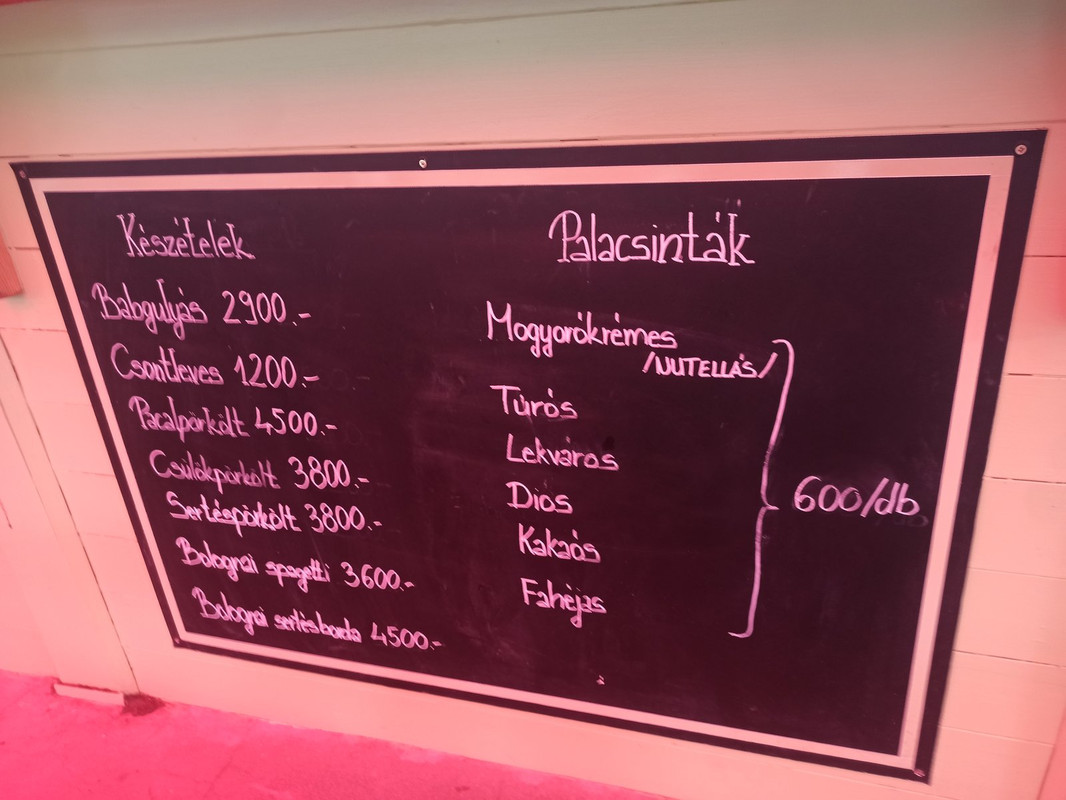 Készételek
Babgulyás 2900.-
Csontleves 1200.-
Pacalpörkölt 4500.-
Csülökpörkölt 3800.-
Sertéspörkölt 3800.-
Bolognai spagetti 3600.-
Bolognai sertésborda 4500.-
Palacsinták
Mogyorókrémes
/NUTELLÁS/
Túrós
Lekváros
Diós
Kakaós
Fahéjas
600/db